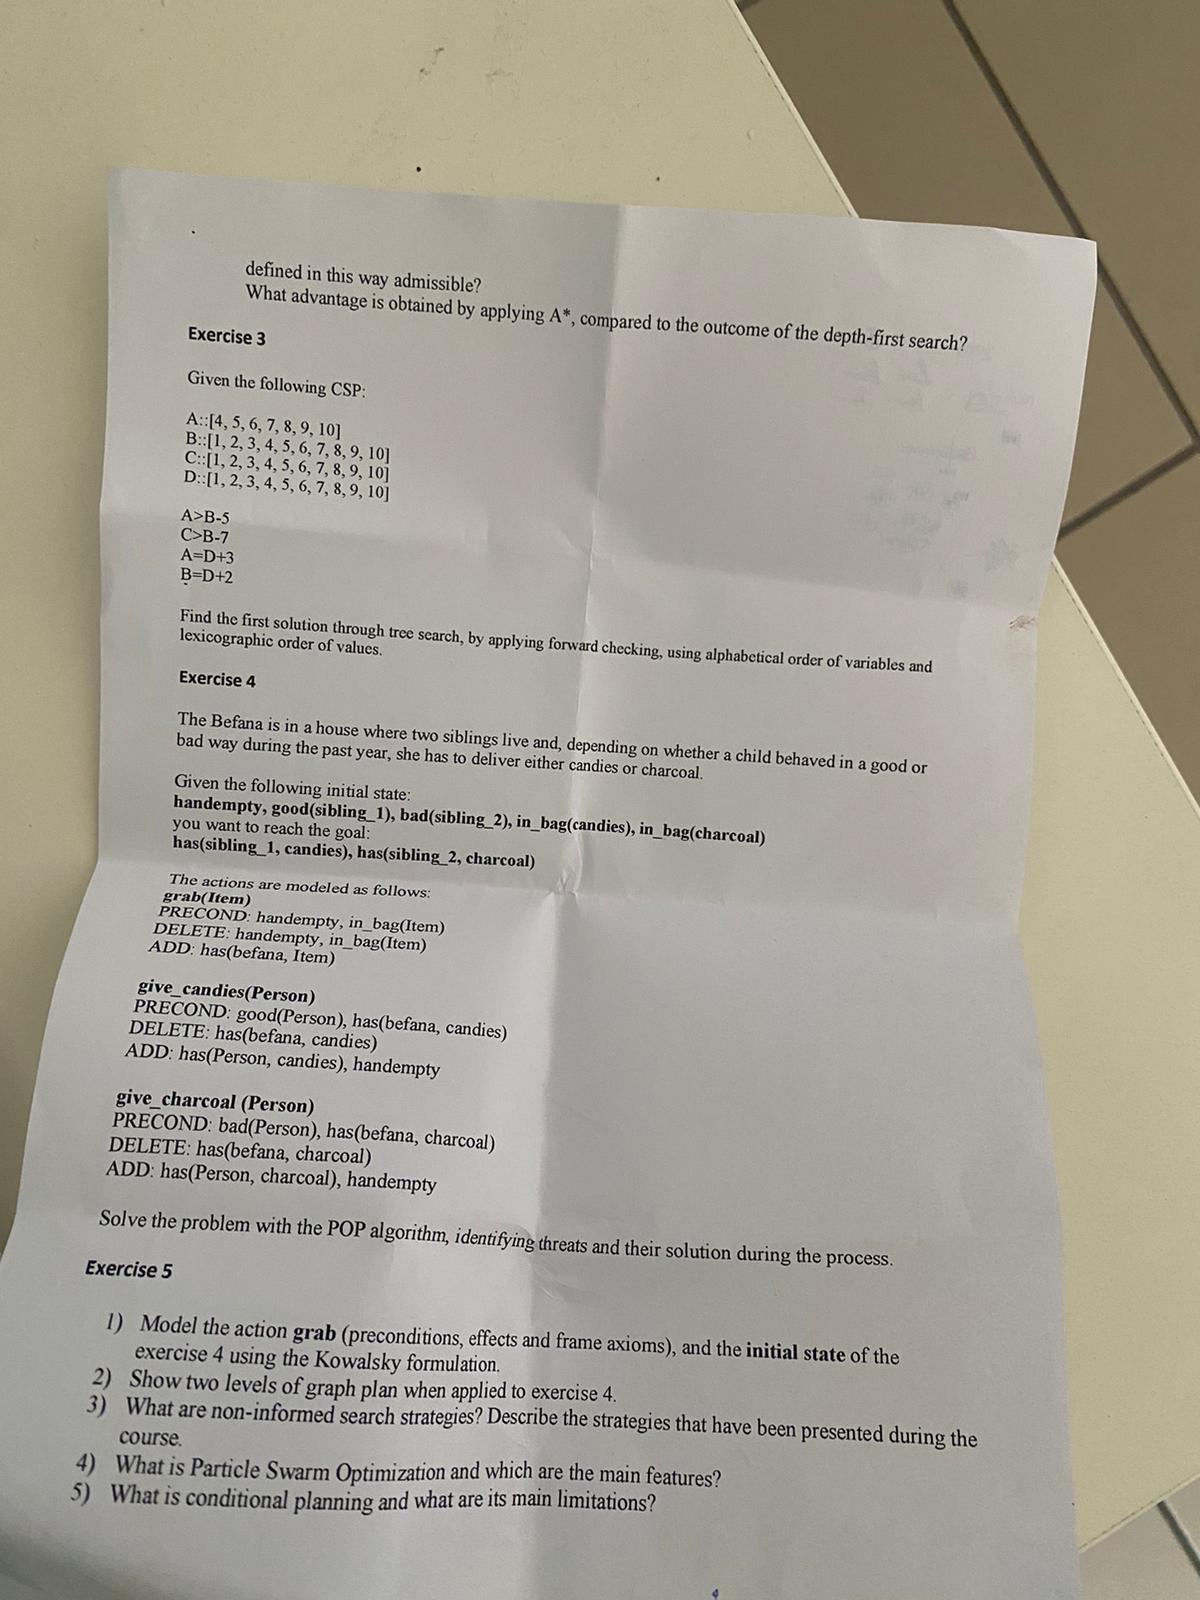 defined in this way admissible?
What advantage is obtained by applying A*, compared to the outcome of the depth-first search?
Exercise 3
Given the following CSP:
A::[4, 5, 6, 7, 8, 9, 10]
B::[1, 2, 3, 4, 5, 6, 7, 8, 9, 10]
C::[1, 2, 3, 4, 5, 6, 7, 8, 9, 10]
D::[1, 2, 3, 4, 5, 6, 7, 8, 9, 10]
A>B-5
C>B-7
A=D+3
B=D+2
Find the first solution through tree search, by applying forward checking, using alphabetical order of variables and
lexicographic order of values.
Exercise 4
The Befana is in a house where two siblings live and, depending on whether a child behaved in a good or
bad way during the past year, she has to deliver either candies or charcoal.
Given the following initial state:
handempty, good(sibling_1), bad(sibling_2), in_bag(candies), in_bag(charcoal)
you want to reach the goal:
has(sibling_1, candies), has(sibling_2, charcoal)
The actions are modeled as follows:
grab(Item)
PRECOND: handempty, in_bag(Item)
DELETE: handempty, in_bag(Item)
ADD: has(befana, Item)
give_candies(Person)
PRECOND: good(Person), has(befana, candies)
DELETE: has(befana, candies)
ADD: has(Person, candies), handempty
give_charcoal (Person)
PRECOND: bad(Person), has(befana, charcoal)
DELETE: has(befana, charcoal)
ADD: has(Person, charcoal), handempty
Solve the problem with the POP algorithm, identifying threats and their solution during the process.
Exercise 5
1) Model the action grab (preconditions, effects and frame axioms), and the initial state of the
exercise 4 using the Kowalsky formulation.
2) Show two levels of graph plan when applied to exercise 4.
3) What are non-informed search strategies? Describe the strategies that have been presented during the
course.
4) What is Particle Swarm Optimization and which are the main features?
5) What is conditional planning and what are its main limitations?